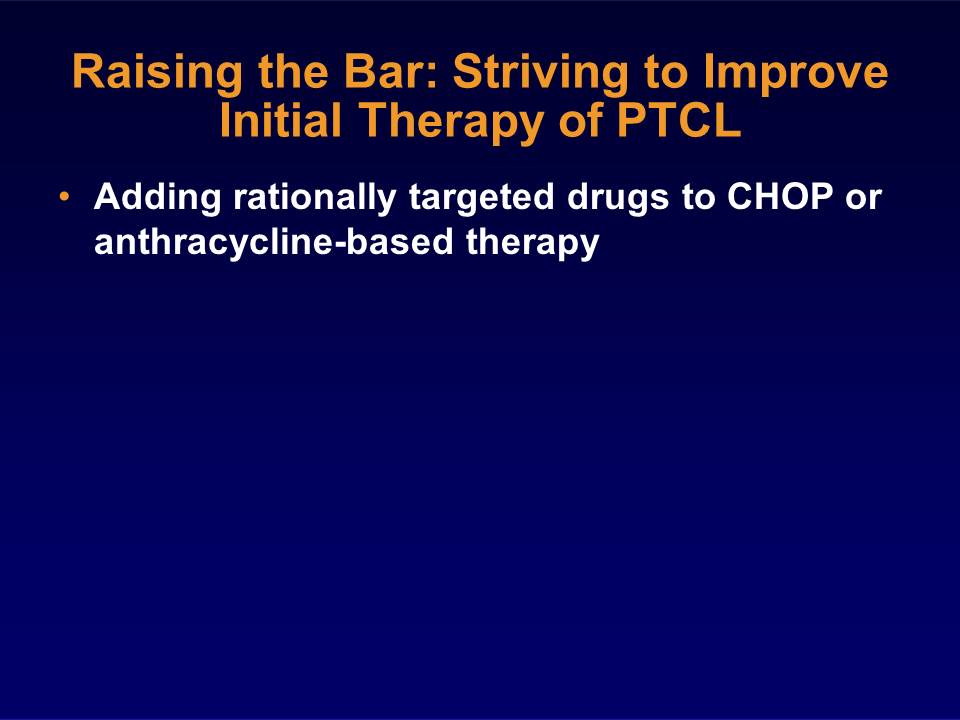 Raising the Bar: Striving to Improve
Initial Therapy of PTCL
• Adding rationally targeted drugs to CHOP or
anthracycline-based therapy